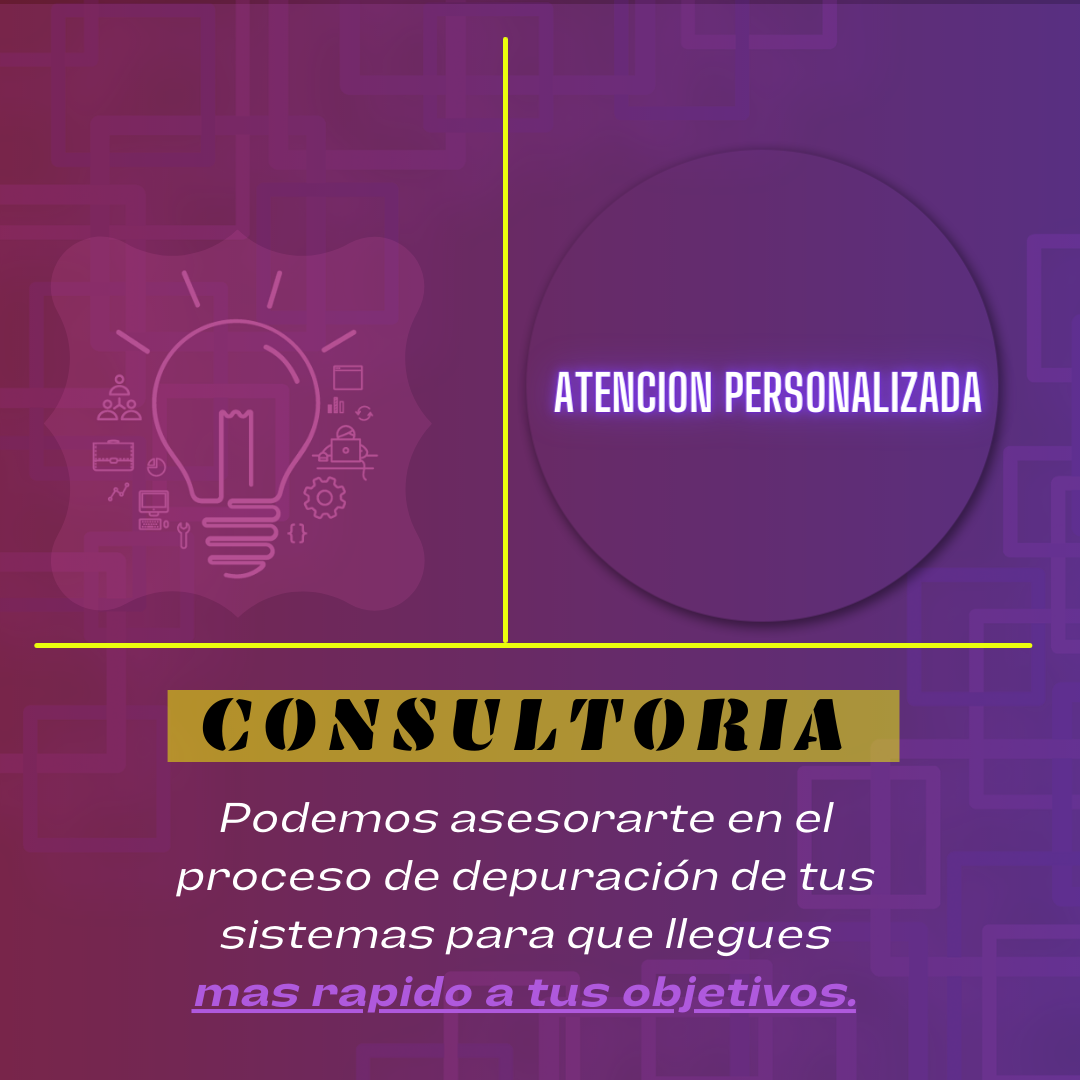 ATENCION PERSONALIZADA
CONSULTORIA
Podemos asesorarte en el
proceso de depuración de tus
sistemas para que llegues
mas rapido a tus objetivos.